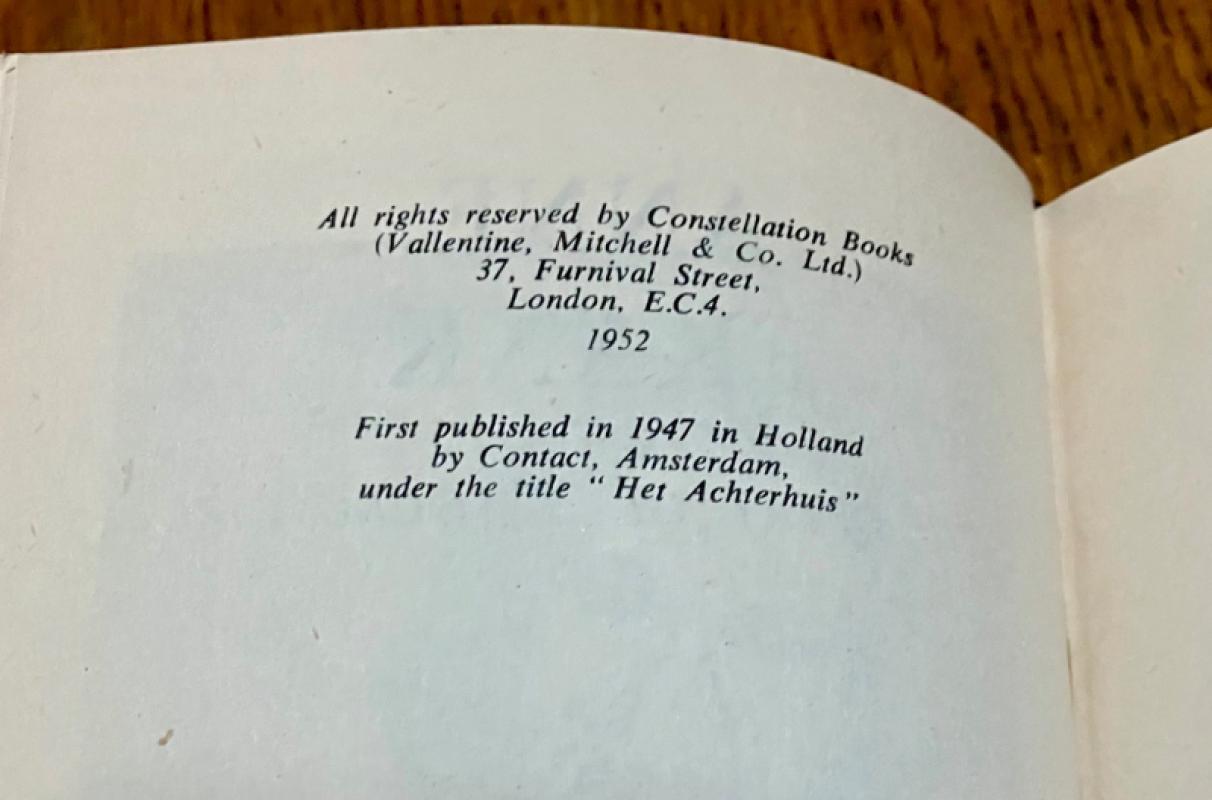 All rights reserved by Constellation Books
(Vallentine, Mitchell & Co. Ltd.)
37, Furnival Street,
London, E.C.4.
1952
First published in 1947 in Holland
by Contact, Amsterdam,
under the title “Het Achterhuis”